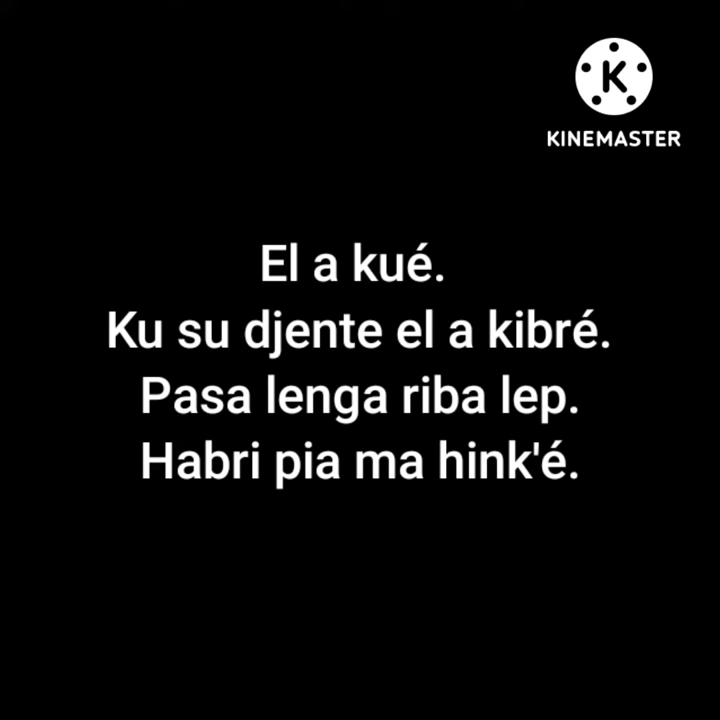 KINEMASTER
El a kué.
Ku su djente el a kibré.
Pasa lenga riba lep.
Habri pia ma hink'é.